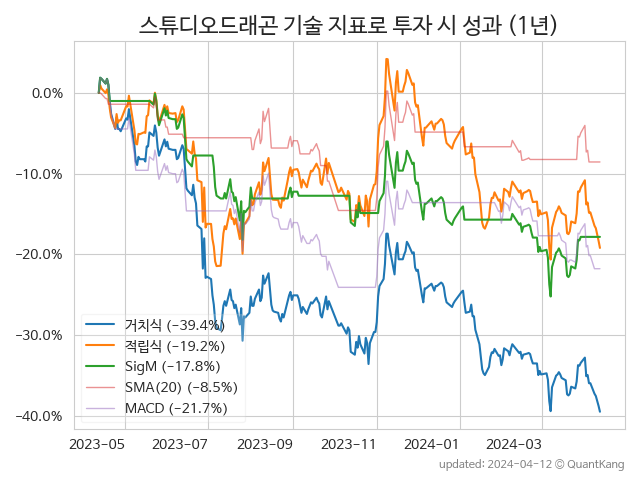 스튜디오드래곤 기술 지표로 투자 시 성과 (1년)
0.0%
−10.0%
−20.0%
−30.0%
−40.0%
거치식 (−39.4%)
적립식 (−19.2%)
SigM (−17.8%)
SMA(20) (−8.5%)
MACD (−21.7%)
2023−05 2023−07 2023−09 2023−11 2024−01 2024−03
updated: 2024−04−12 ⓒ QuantKang